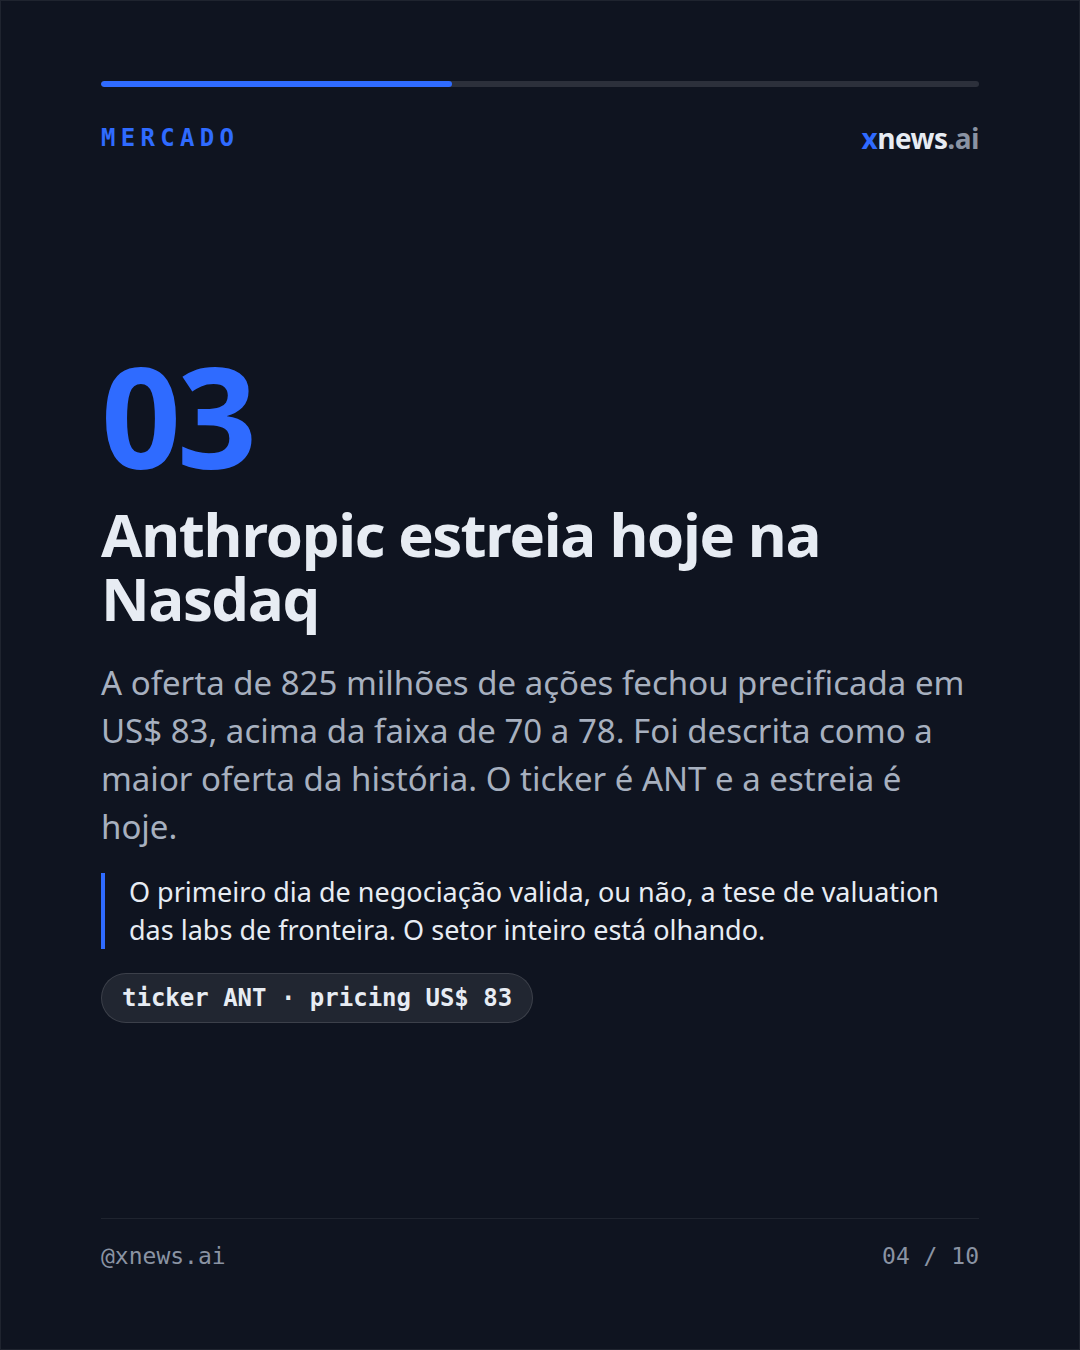 MERCADO
xnews.ai
03
Anthropic estreia hoje na
Nasdaq
A oferta de 825 milhões de ações fechou precificada em
US$ 83, acima da faixa de 70 a 78. Foi descrita como a
maior oferta da história. O ticker é ANT e a estreia é
hoje.
O primeiro dia de negociação valida, ou não, a tese de valuation
das labs de fronteira. O setor inteiro está olhando.
ticker ANT · pricing US$ 83
@xnews.ai
04 / 10